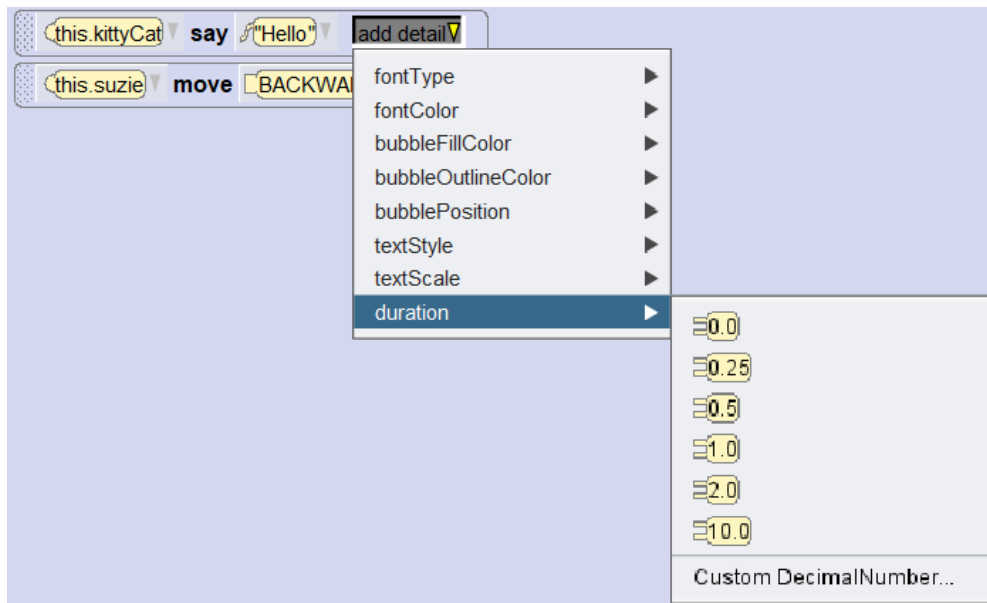 this.kittyCat say "Hello" add detail
this.suzie move BACKWA
fontType
fontColor
bubbleFillColor
bubbleOutlineColor
bubblePosition
textStyle
textScale
duration
0.0
0.25
0.5
1.0
2.0
10.0
Custom DecimalNumber...